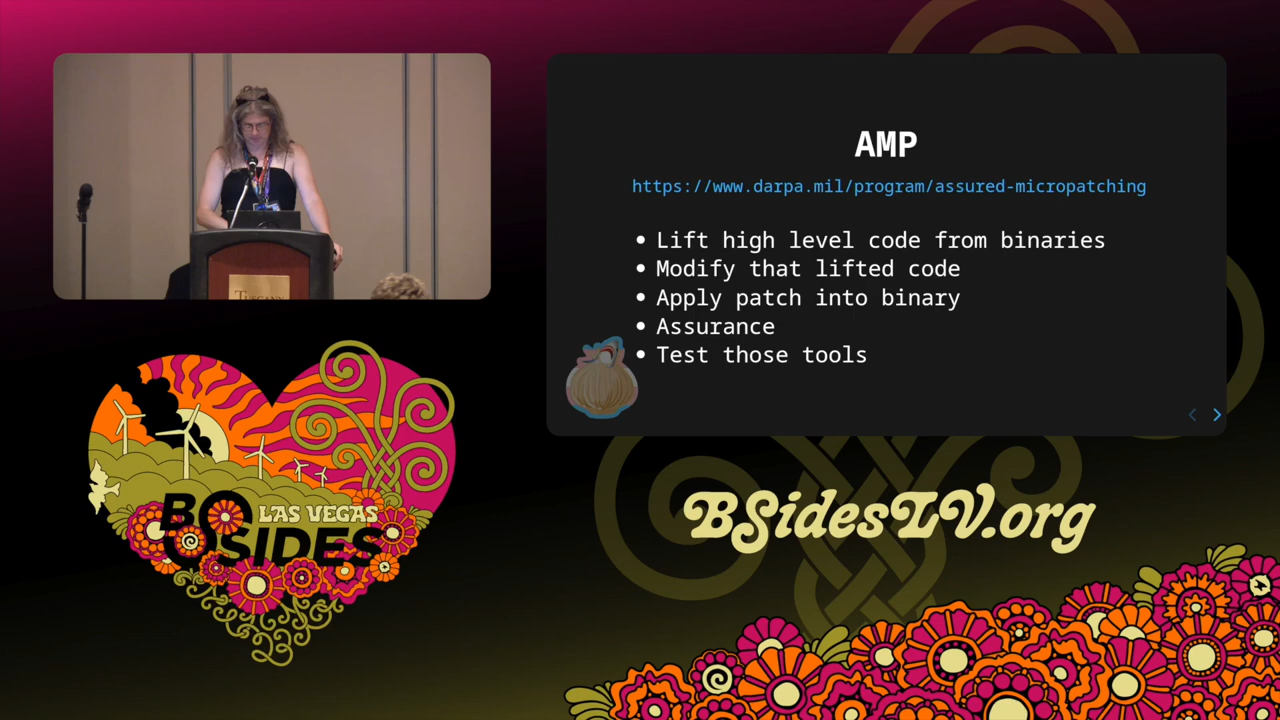 AMP
https://www.darpa.mil/program/assured-micropatching
• Lift high level code from binaries
• Modify that lifted code
• Apply patch into binary
• Assurance
• Test those tools
TUSCANY
LAS VEGAS
BSIDES
BSidesLV.org